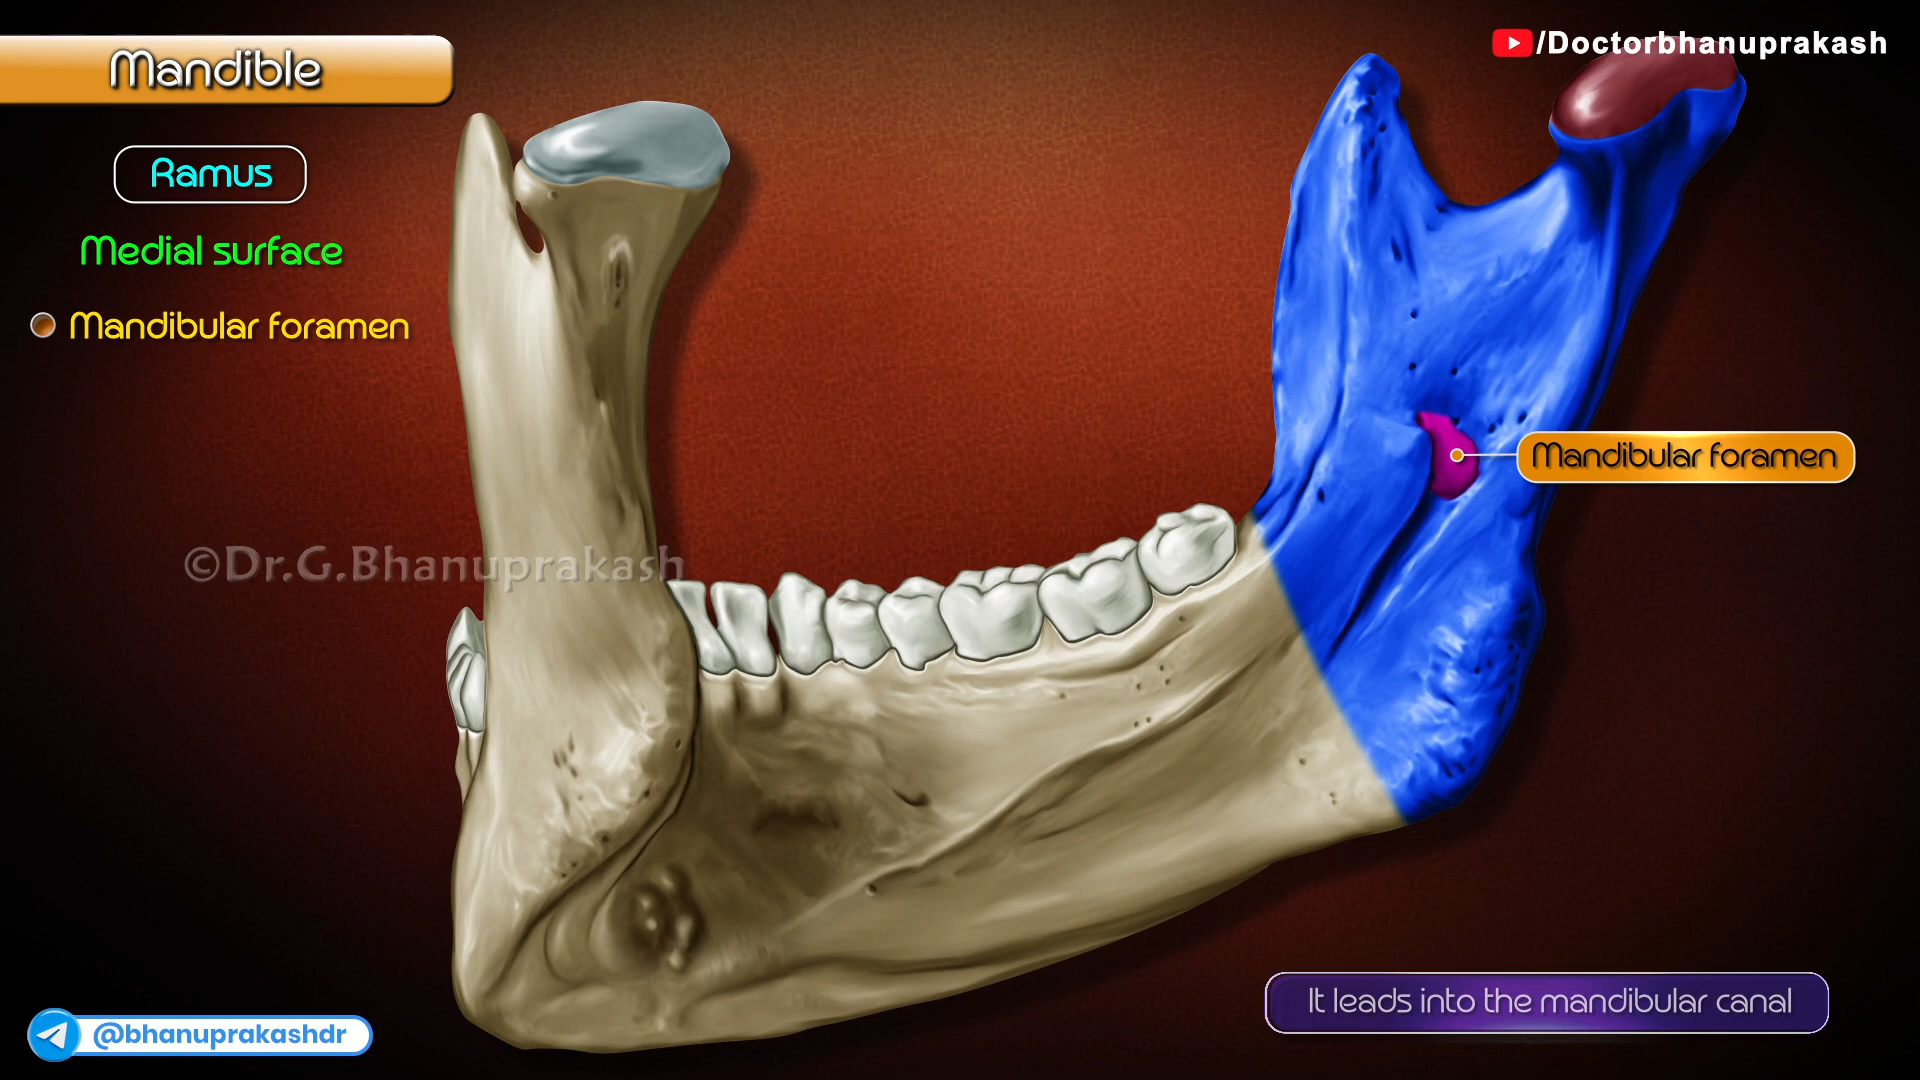 Mandible
/Doctorbhanuprakash
Ramus
Medial surface
Mandibular foramen
Mandibular foramen
©Dr.G.Bhanuprakash
It leads into the mandibular canal
@bhanuprakashdr